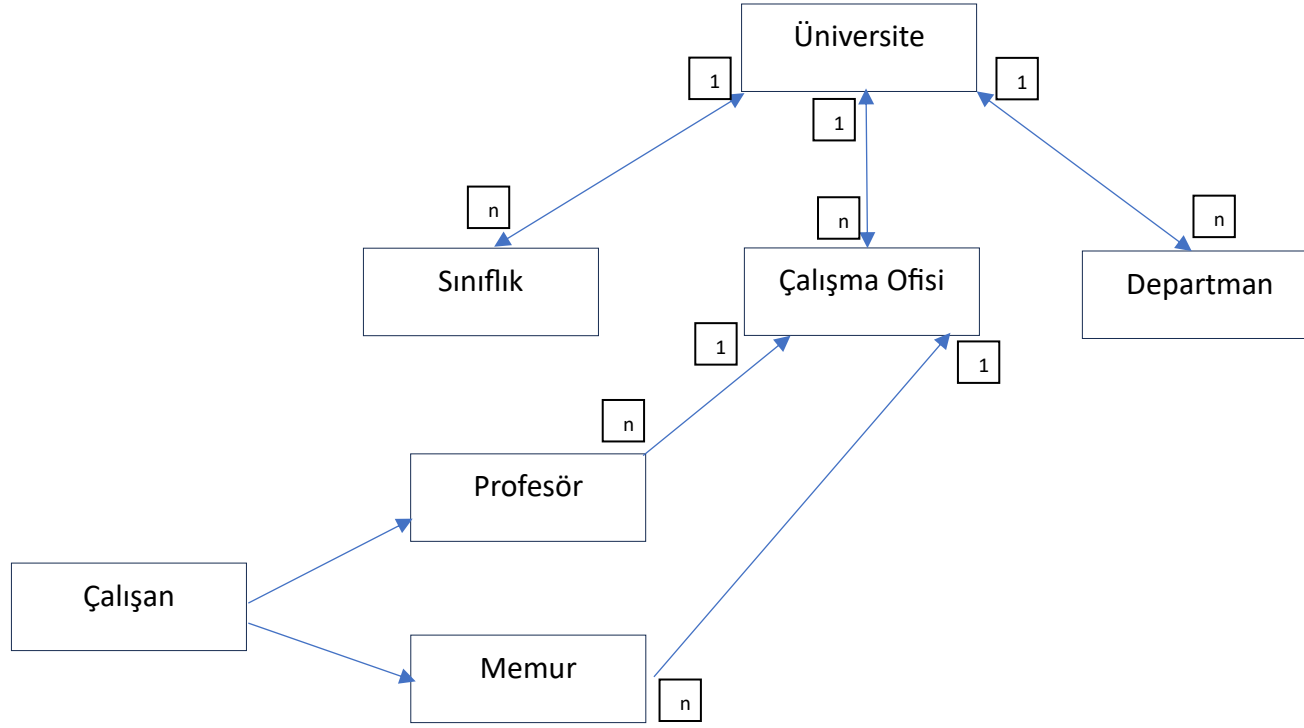 Üniversite
1
1
1
n
n
n
Sınıflık
Çalışma Ofisi
Departman
1
1
n
Profesör
Çalışan
Memur
n